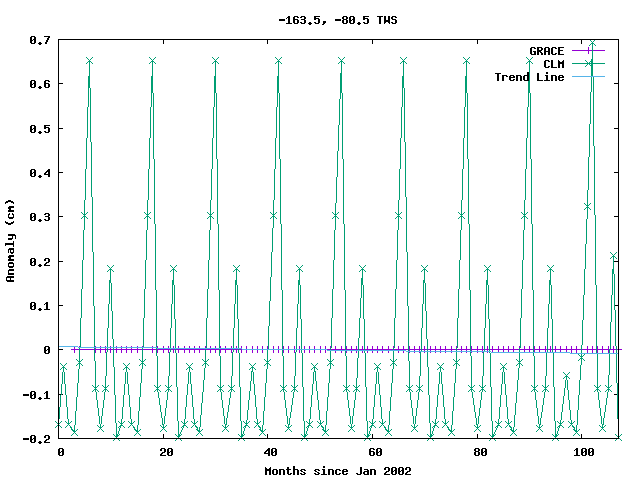 -163.5, -80.5 TWS
0.7
0.6
0.5
0.4
0.3
0.2
0.1
0
-0.1
-0.2
Anomaly (cm)
GRACE
CLM
Trend Line
0 20 40 60 80 100
Months since Jan 2002